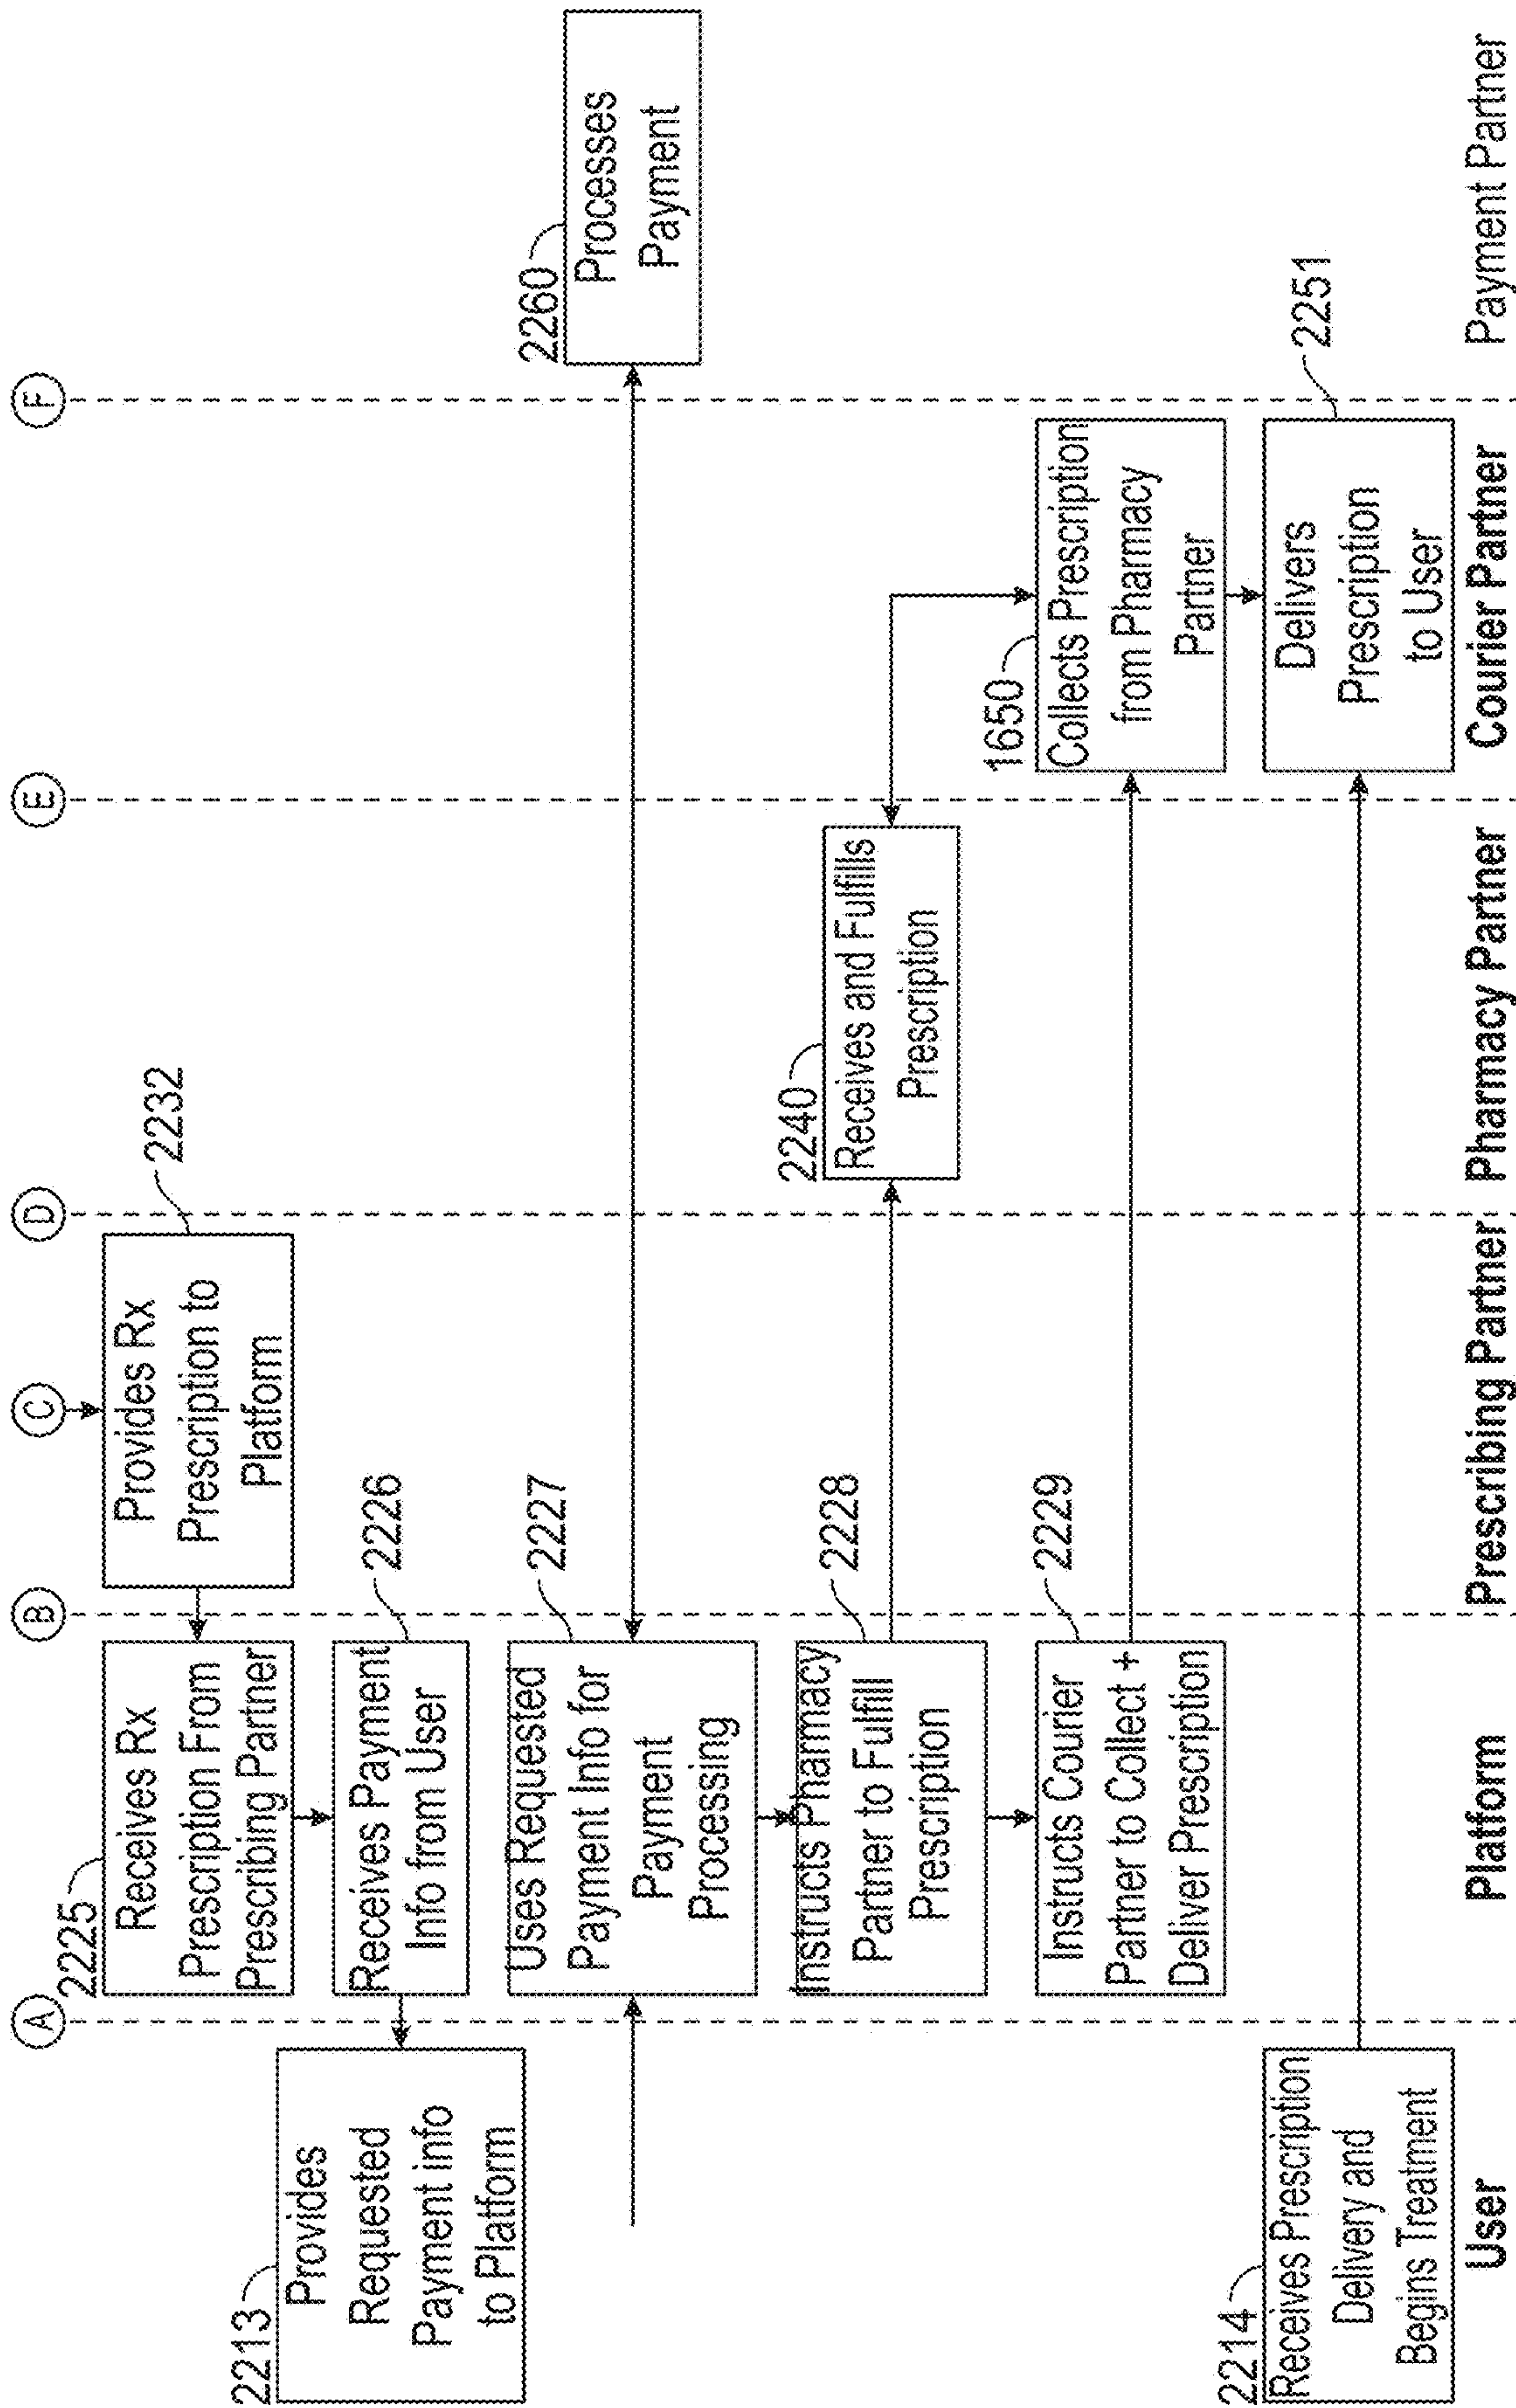 A
B
C
D
E
F
2232
Provides Rx
Prescription to
Platform
2225
Receives Rx
Prescription From
Prescribing Partner
2226
Receives Payment
Info from User
2213
Provides
Requested
Payment info
to Platform
2227
Uses Requested
Payment Info for
Payment
Processing
2260
Processes
Payment
2228
Instructs Pharmacy
Partner to Fulfill
Prescription
2240
Receives and Fulfills
Prescription
2229
Instructs Courier
Partner to Collect +
Deliver Prescription
1650
Collects Prescription
from Pharmacy
Partner
2251
Delivers
Prescription
to User
2214
Receives Prescription
Delivery and
Begins Treatment
User
Platform
Prescribing Partner
Pharmacy Partner
Courier Partner
Payment Partner